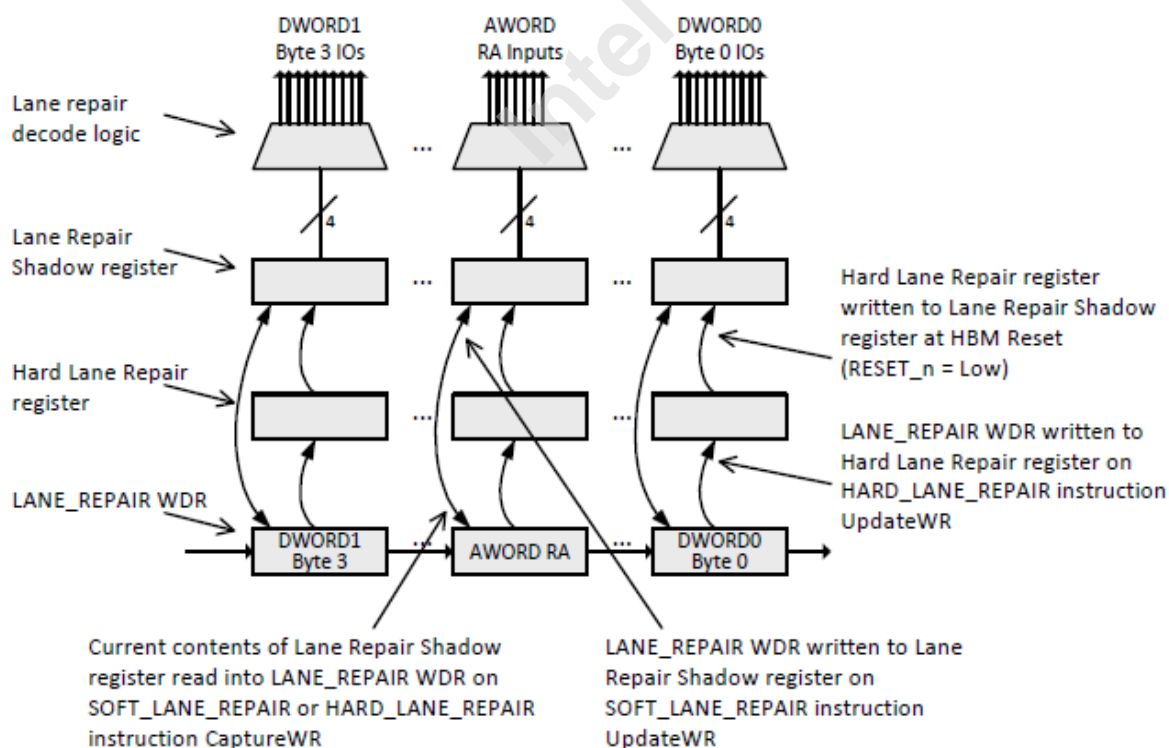 DWORD1
Byte 3 IOs
AWORD
RA Inputs
DWORD0
Byte 0 IOs
Intel
Lane repair
decode logic
...
...
4
4
4
Lane Repair
Shadow register
...
...
Hard Lane Repair register
written to Lane Repair Shadow
register at HBM Reset
(RESET_n = Low)
Hard Lane Repair
register
...
...
LANE_REPAIR WDR written to
Hard Lane Repair register on
HARD_LANE_REPAIR instruction
UpdateWR
LANE_REPAIR WDR
DWORD1
Byte 3
...
AWORD RA
...
DWORD0
Byte 0
Current contents of Lane Repair Shadow
register read into LANE_REPAIR WDR on
SOFT_LANE_REPAIR or HARD_LANE_REPAIR
instruction CaptureWR
LANE_REPAIR WDR written to Lane
Repair Shadow register on
SOFT_LANE_REPAIR instruction
UpdateWR